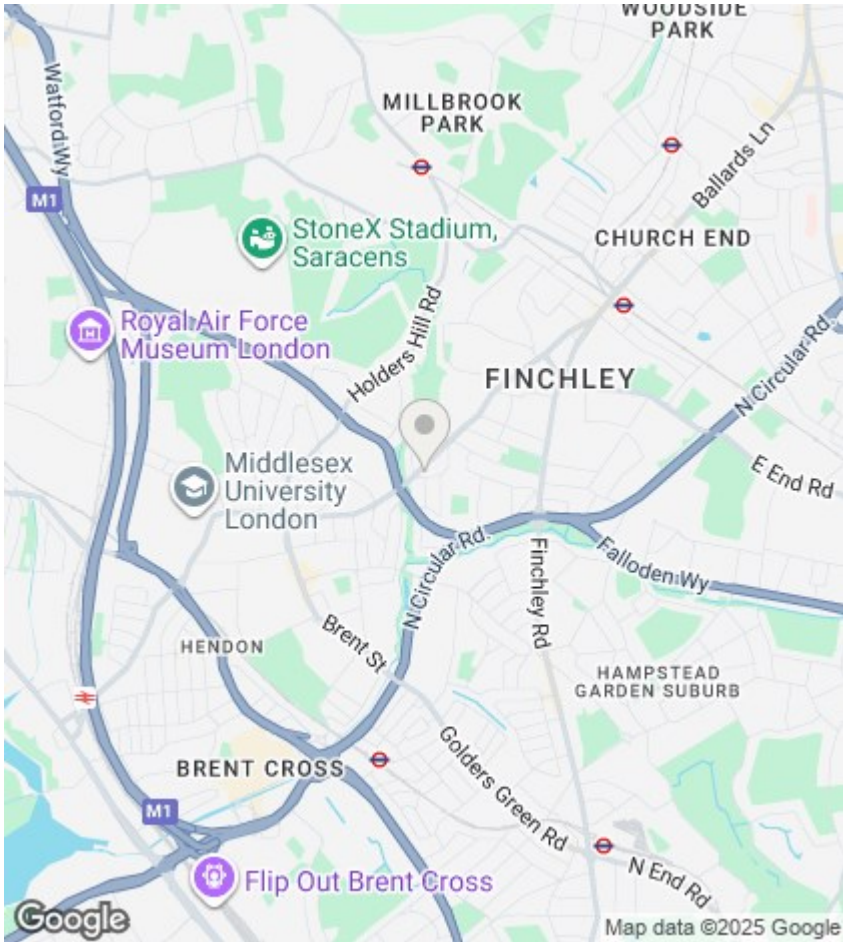 WOODSIDE
PARK
Watford Wy
MILLBROOK
PARK
Ballards Ln
M1
StoneX Stadium,
Saracens
CHURCH END
Royal Air Force
Museum London
Holders Hill Rd
FINCHLEY
N Circular Rd.
Middlesex
University
London
E End Rd
N Circular Rd.
Finchley Rd
Falloden Wy
Brent St
HENDON
HAMPSTEAD
GARDEN SUBURB
BRENT CROSS
Golders Green Rd
M1
Flip Out Brent Cross
N End Rd
Google
Map data ©2025 Google